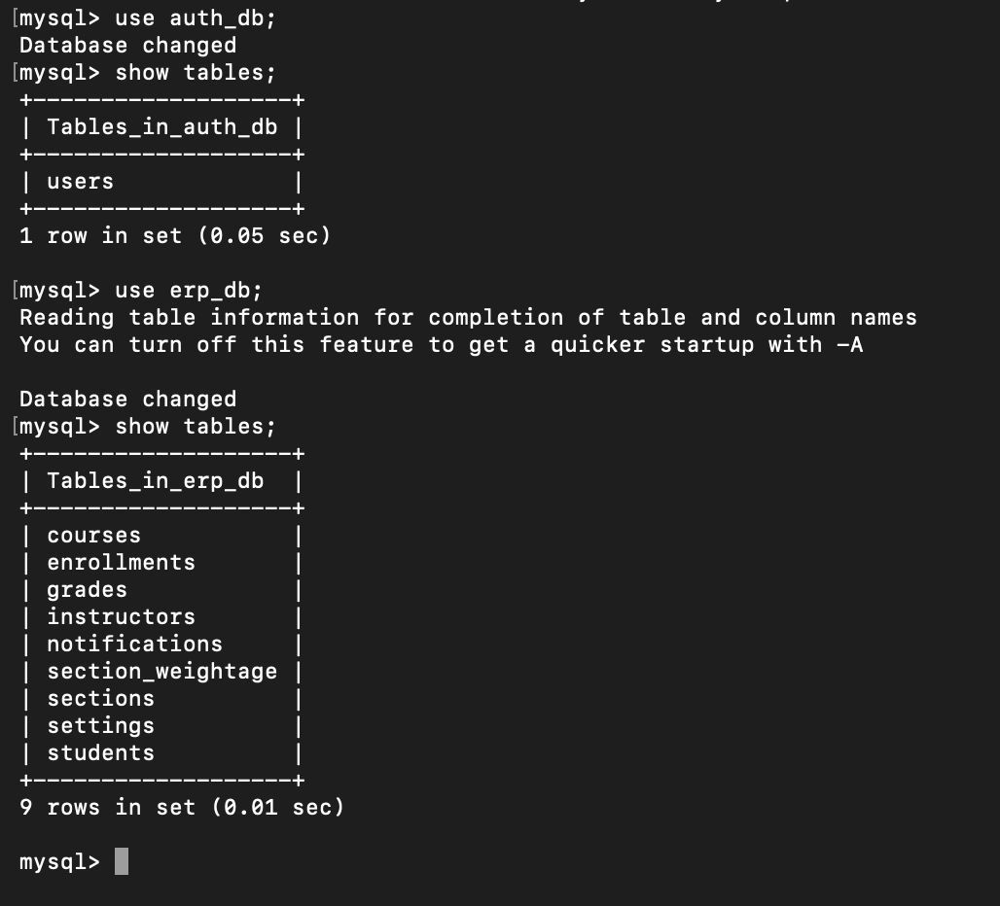 [mysql> use auth_db;
Database changed
[mysql> show tables;
+------------------+
| Tables_in_auth_db |
+------------------+
| users |
+------------------+
1 row in set (0.05 sec)
[mysql> use erp_db;
Reading table information for completion of table and column names
You can turn off this feature to get a quicker startup with -A
Database changed
[mysql> show tables;
+------------------+
| Tables_in_erp_db |
+------------------+
| courses |
| enrollments |
| grades |
| instructors |
| notifications |
| section_weightage |
| sections |
| settings |
| students |
+------------------+
9 rows in set (0.01 sec)
mysql>